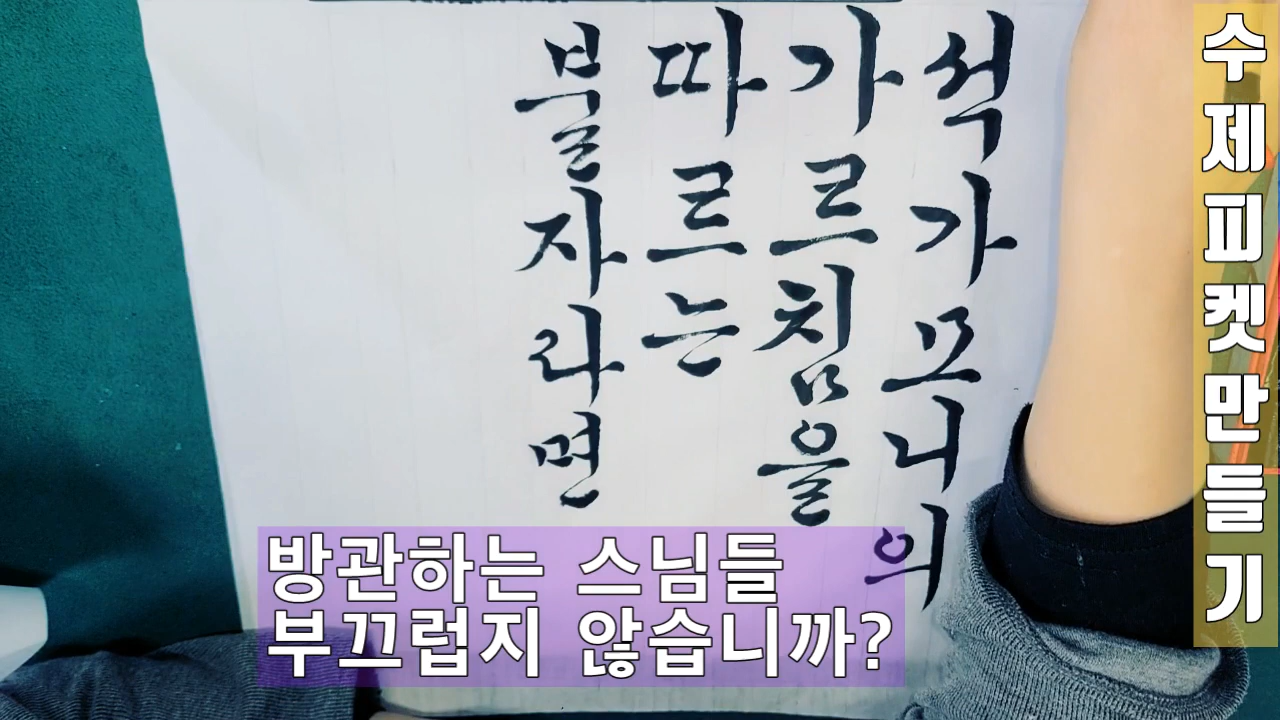 석가모니의
가르침을
따르는
불자라면
방관하는 스님들
부끄럽지 않습니까?
수제피켓만들기